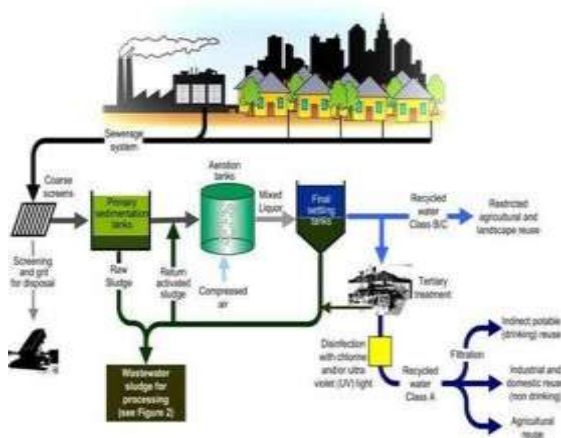 Sewerage
system
Coarse
screens
Primary
sedimentation
tanks
Aeration
tanks
Mixed
Liquor
Final
settling
tanks
Recycled
water
Class B/C
Restricted
agricultural and
landscape reuse
Screening
and grit
for disposal
Raw
Sludge
Return
activated
sludge
Compressed
air
Tertiary
treatment
Wastewater
sludge for
processing
(see Figure 2)
Disinfection
with chlorine
and/or ultra
violet (UV) light
Recycled
water
Class A
Filtration
Indirect potable
(drinking) reuse
Industrial and
domestic reuse
(non drinking)
Agricultural
reuse